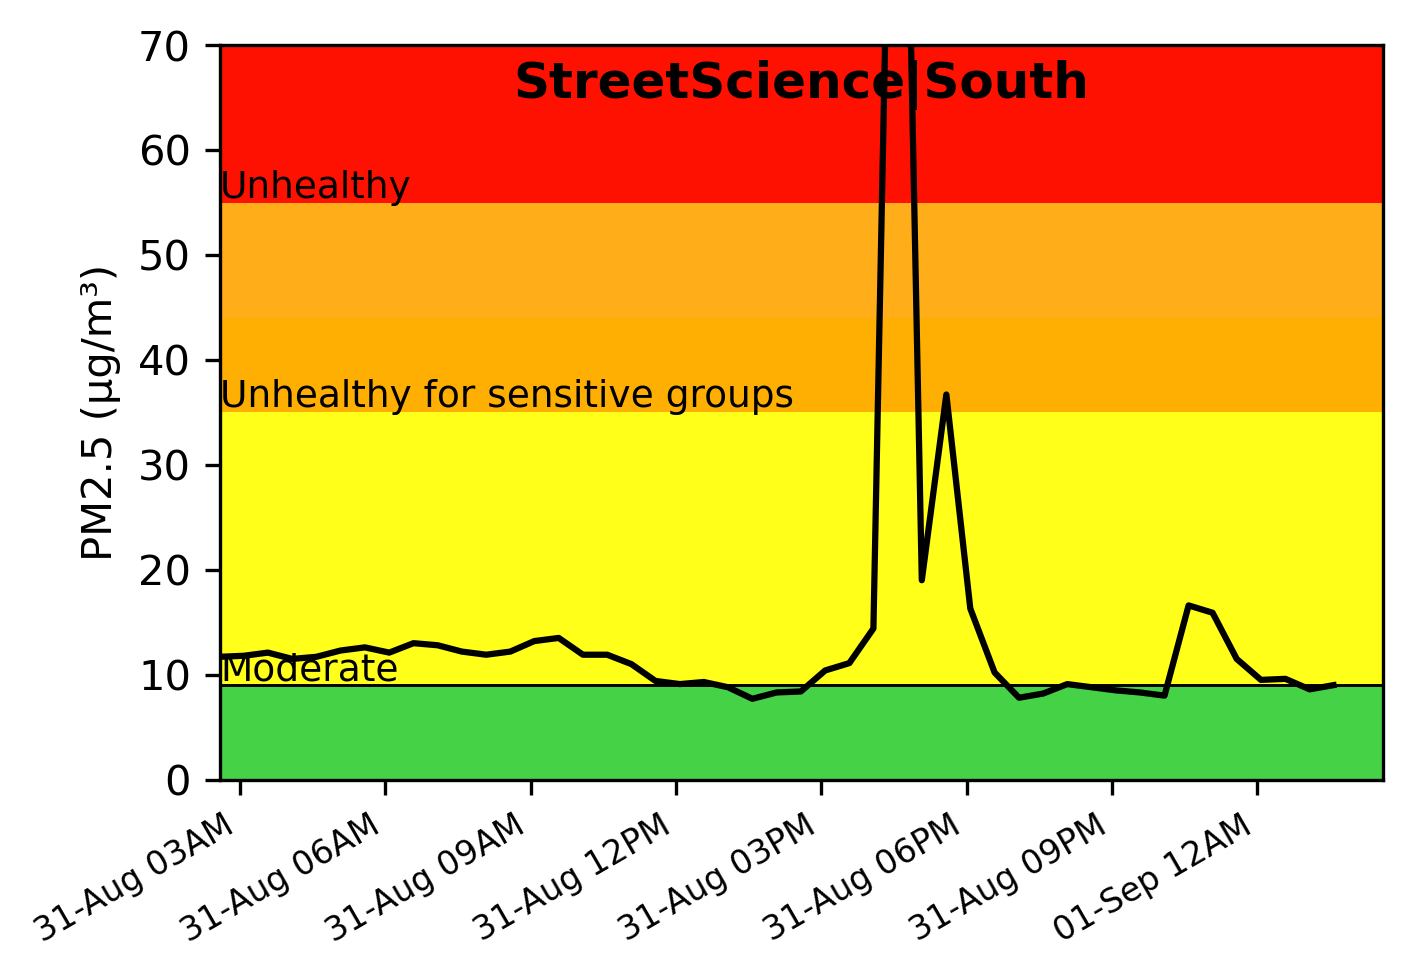 StreetScience|South
70
60
50
40
30
20
10
0
PM2.5 (µg/m³)
Unhealthy
Unhealthy for sensitive groups
Moderate
31-Aug 03AM
31-Aug 06AM
31-Aug 09AM
31-Aug 12PM
31-Aug 03PM
31-Aug 06PM
31-Aug 09PM
01-Sep 12AM